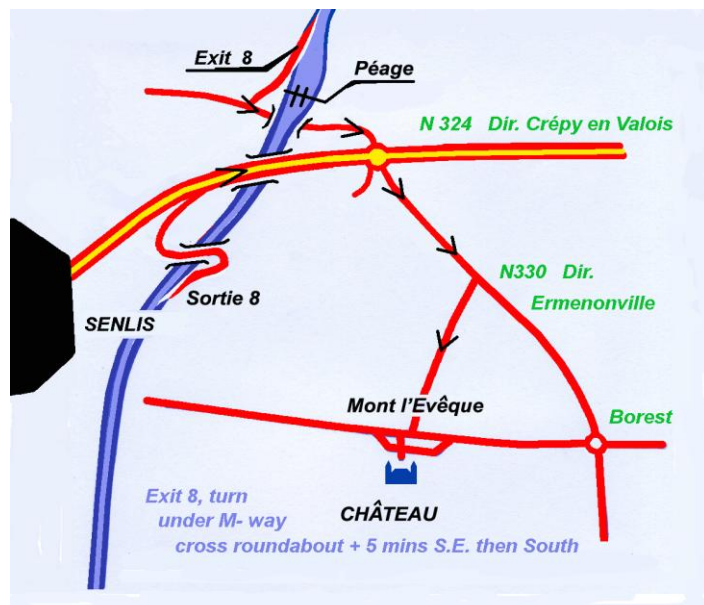 Exit 8
Péage
N 324 Dir. Crépy en Valois
N330 Dir.
Ermenonville
Sortie 8
SENLIS
Mont l'Evêque
Borest
CHÂTEAU
Exit 8, turn
under M- way
cross roundabout + 5 mins S.E. then South